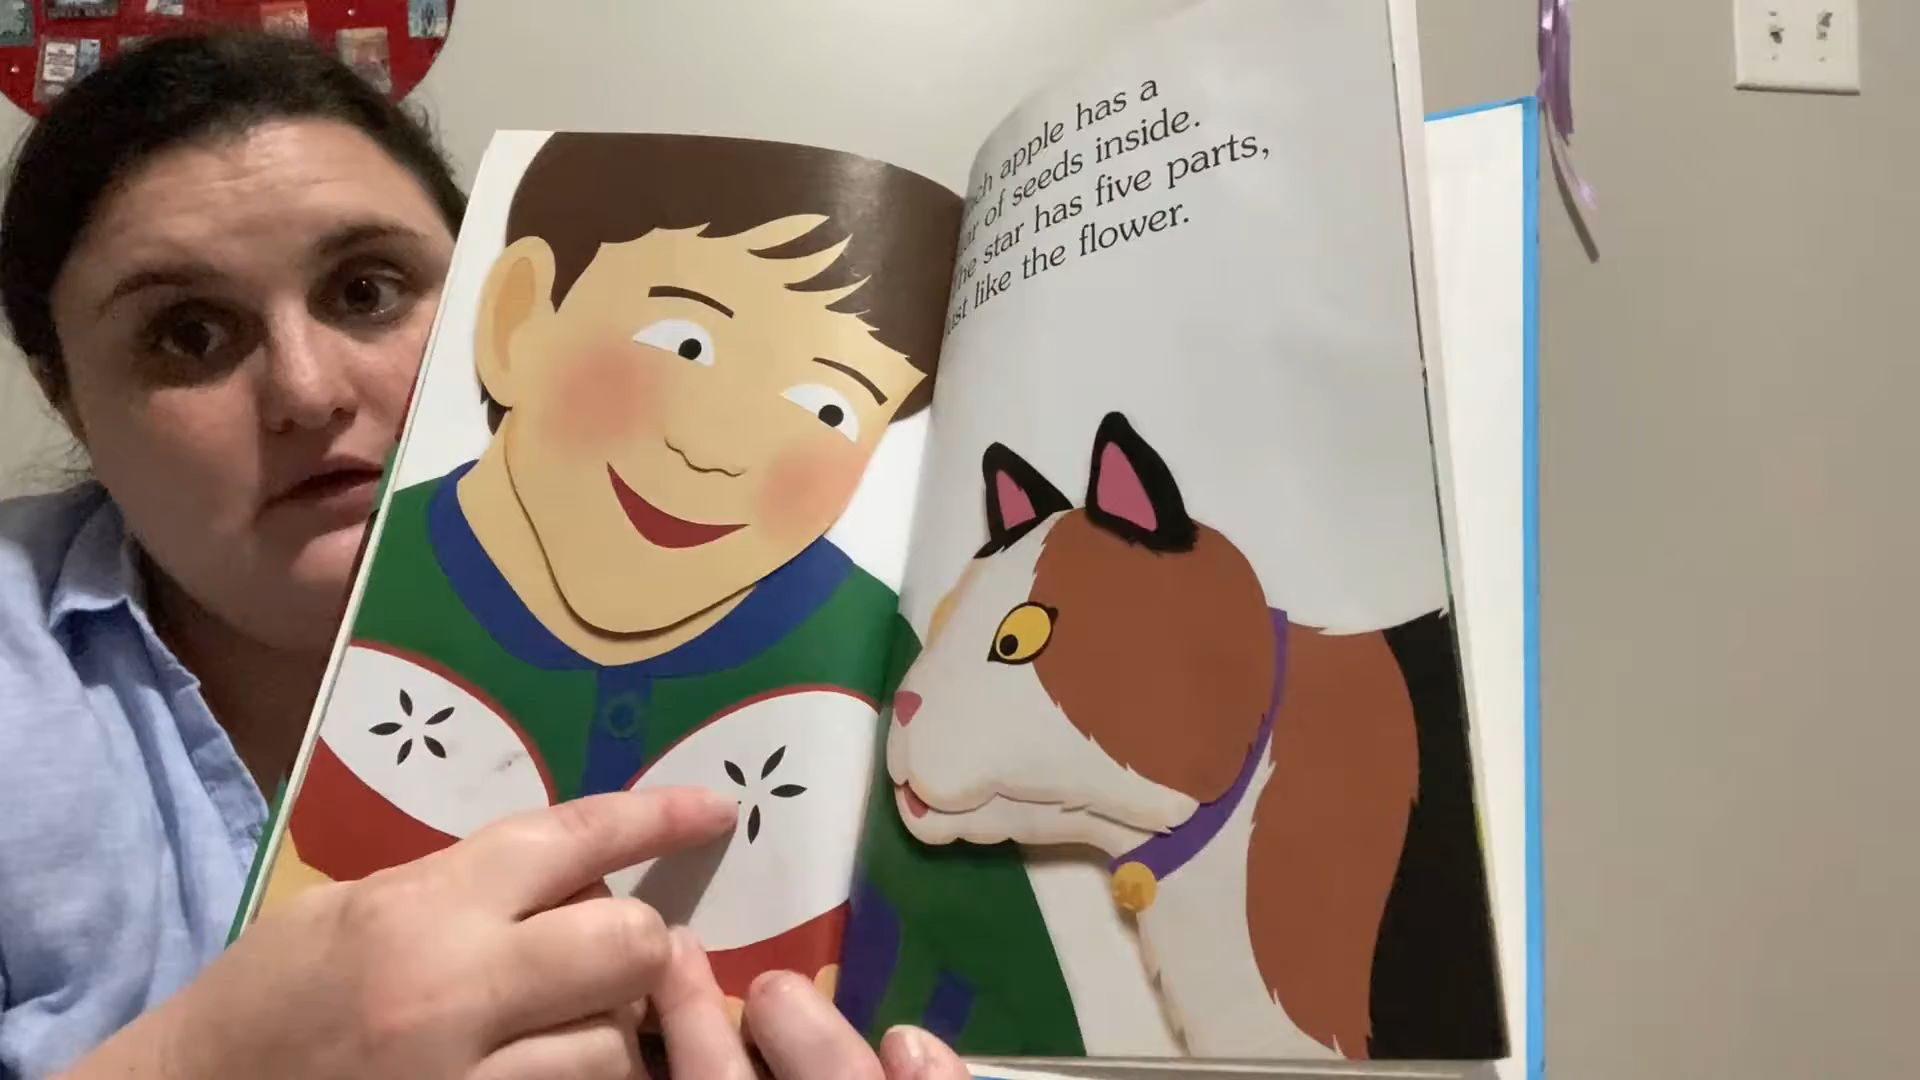 apple has a
of seeds inside.
star has five parts,
like the flower.